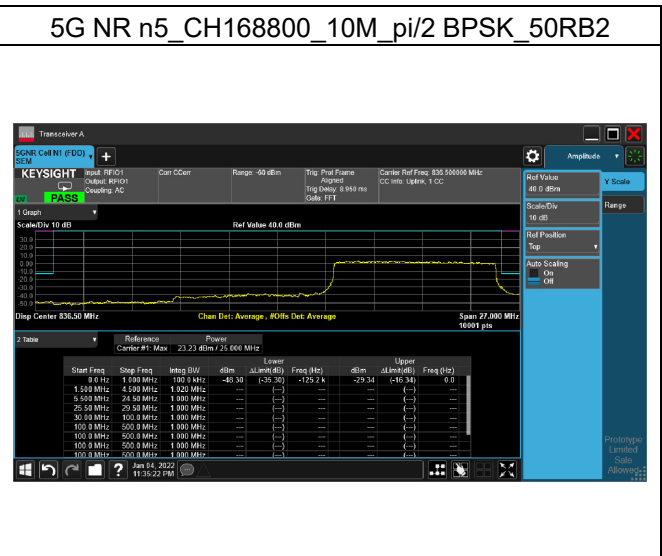 5G NR n5_CH168800_10M_pi/2 BPSK_50RB2
Transceiver A
5GNR Cell N1 (FDD)
SEM
+
Amplitude
KEYSIGHT
LW
PASS
Input: RFIO1
Output: RFIO1
Coupling: AC
Corr CCorr
Range: -60 dBm
Trig: Prot Frame
Aligned
Trig Delay: 8.950 ms
Gate: FFT
Carrier Ref Freq: 836.500000 MHz
CC Info: Uplink, 1 CC
Ref Value
40.0 dBm
Y Scale
Scale/Div
10 dB
Range
Ref Position
Top
Auto Scaling
On
Off
1 Graph
Scale/Div 10 dB
Ref Value 40.0 dBm
30.0
20.0
10.0
0.00
-10.0
-20.0
-30.0
-40.0
-50.0
Disp Center 836.50 MHz
Chan Det: Average , #Offs Det: Average
Span 27.000 MHz
10001 pts
2 Table
Reference Power
Carrier #1: Max 23.23 dBm / 25.000 MHz
Lower Upper
Start Freq Stop Freq Integ BW dBm ΔLimit(dB) Freq (Hz) dBm ΔLimit(dB) Freq (Hz)
0.0 Hz 1.000 MHz 100.0 kHz -48.30 (-35.30) -125.2 k -29.34 (-16.34) 0.0
1.500 MHz 4.500 MHz 1.020 MHz --- (---) --- --- (---) ---
5.500 MHz 24.50 MHz 1.000 MHz --- (---) --- --- (---) ---
25.50 MHz 29.50 MHz 1.000 MHz --- (---) --- --- (---) ---
30.00 MHz 100.0 MHz 1.000 MHz --- (---) --- --- (---) ---
100.0 MHz 500.0 MHz 1.000 MHz --- (---) --- --- (---) ---
100.0 MHz 500.0 MHz 1.000 MHz --- (---) --- --- (---) ---
100.0 MHz 500.0 MHz 1.000 MHz --- (---) --- --- (---) ---
100.0 MHz 500.0 MHz 1.000 MHz --- (---) --- --- (---) ---
?
Jan 04, 2022
11:35:22 PM
Prototype
Limited
Sale
Allowed